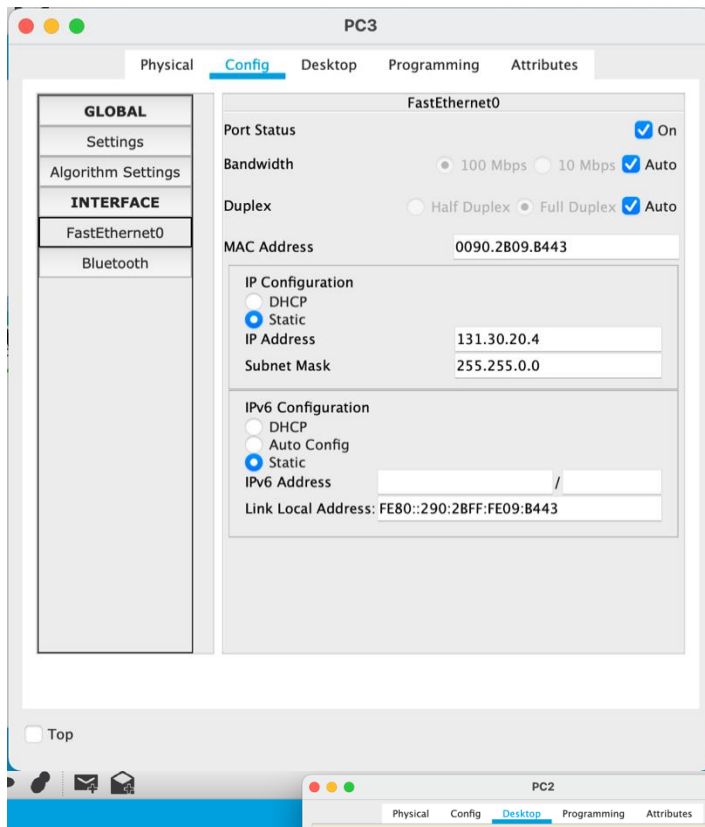 PC3
Physical Config Desktop Programming Attributes
GLOBAL
Settings
Algorithm Settings
INTERFACE
FastEthernet0
Bluetooth
FastEthernet0
Port Status On
Bandwidth 100 Mbps 10 Mbps Auto
Duplex Half Duplex Full Duplex Auto
MAC Address 0090.2B09.B443
IP Configuration
DHCP
Static
IP Address 131.30.20.4
Subnet Mask 255.255.0.0
IPv6 Configuration
DHCP
Auto Config
Static
IPv6 Address /
Link Local Address: FE80::290:2BFF:FE09:B443
Top
PC2
Physical Config Desktop Programming Attributes